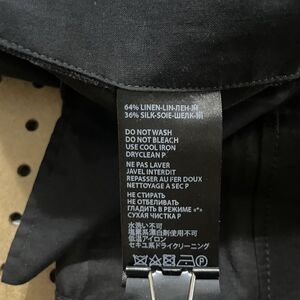 64% LINEN-LIN-ЛЕН-麻
36% SILK-SOIE-ШЕЛК-絹
DO NOT WASH
DO NOT BLEACH
USE COOL IRON
DRYCLEAN P.
NE PAS LAVER
JAVEL INTERDIT
REPASSER AU FER DOUX
NETTOYAGE A SEC P
НЕ СТИРАТЬ
НЕ ОТБЕЛИВАТЬ
ГЛАДИТЬ В РЕЖИМЕ «•»
СУХАЯ ЧИСТКА P
水洗い不可
塩素系漂白剤使用不可
低温アイロン
セキユ系ドライクリーニング